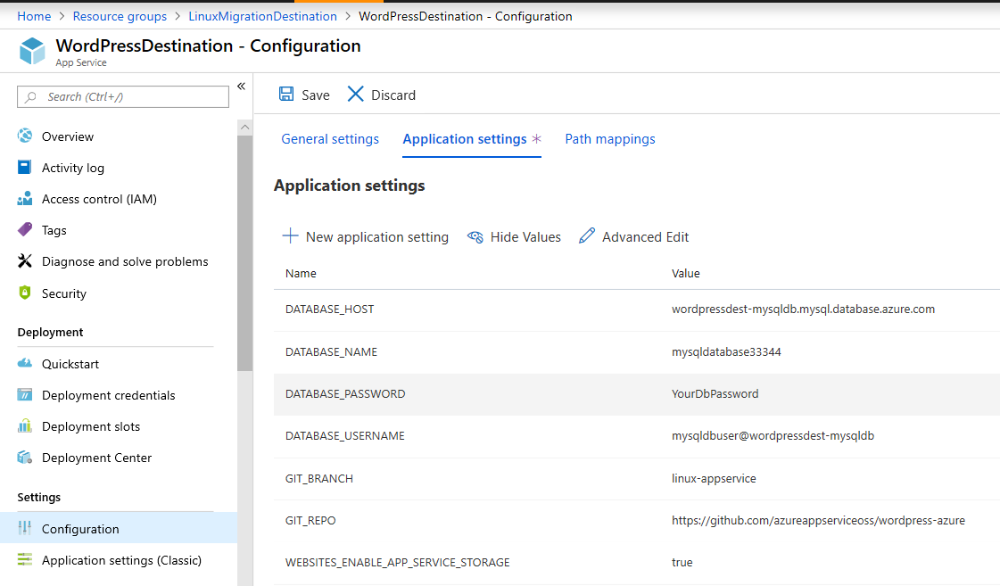 Home > Resource groups > LinuxMigrationDestination > WordPressDestination - Configuration
WordPressDestination - Configuration
App Service
Search (Ctrl+/)
«
Overview
Activity log
Access control (IAM)
Tags
Diagnose and solve problems
Security
Deployment
Quickstart
Deployment credentials
Deployment slots
Deployment Center
Settings
Configuration
Application settings (Classic)
Save Discard
General settings Application settings * Path mappings
Application settings
New application setting Hide Values Advanced Edit
Name Value
DATABASE_HOST wordpressdest-mysqldb.mysql.database.azure.com
DATABASE_NAME mysqldatabase33344
DATABASE_PASSWORD YourDbPassword
DATABASE_USERNAME mysqldbuser@wordpressdest-mysqldb
GIT_BRANCH linux-appservice
GIT_REPO https://github.com/azureappserviceoss/wordpress-azure
WEBSITES_ENABLE_APP_SERVICE_STORAGE true